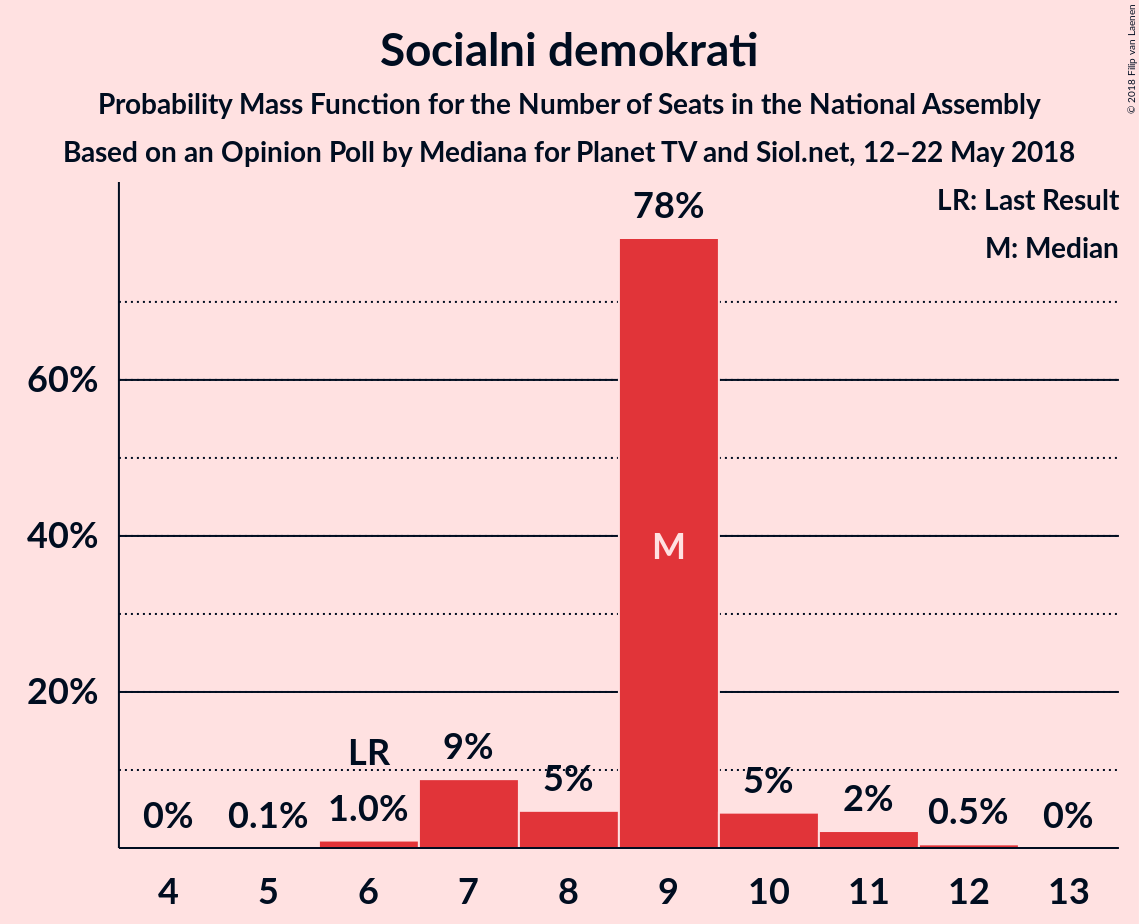 Socialni demokrati
Probability Mass Function for the Number of Seats in the National Assembly
Based on an Opinion Poll by Mediana for Planet TV and Siol.net, 12–22 May 2018
© 2018 Filip van Laenen
LR: Last Result
M: Median
78%
60%
40%
20%
M
LR
0%
0.1%
1.0%
9%
5%
5%
2%
0.5%
0%
4 5 6 7 8 9 10 11 12 13